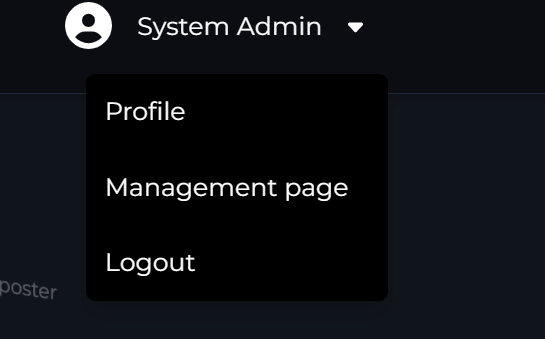 System Admin
Profile
Management page
Logout
poster